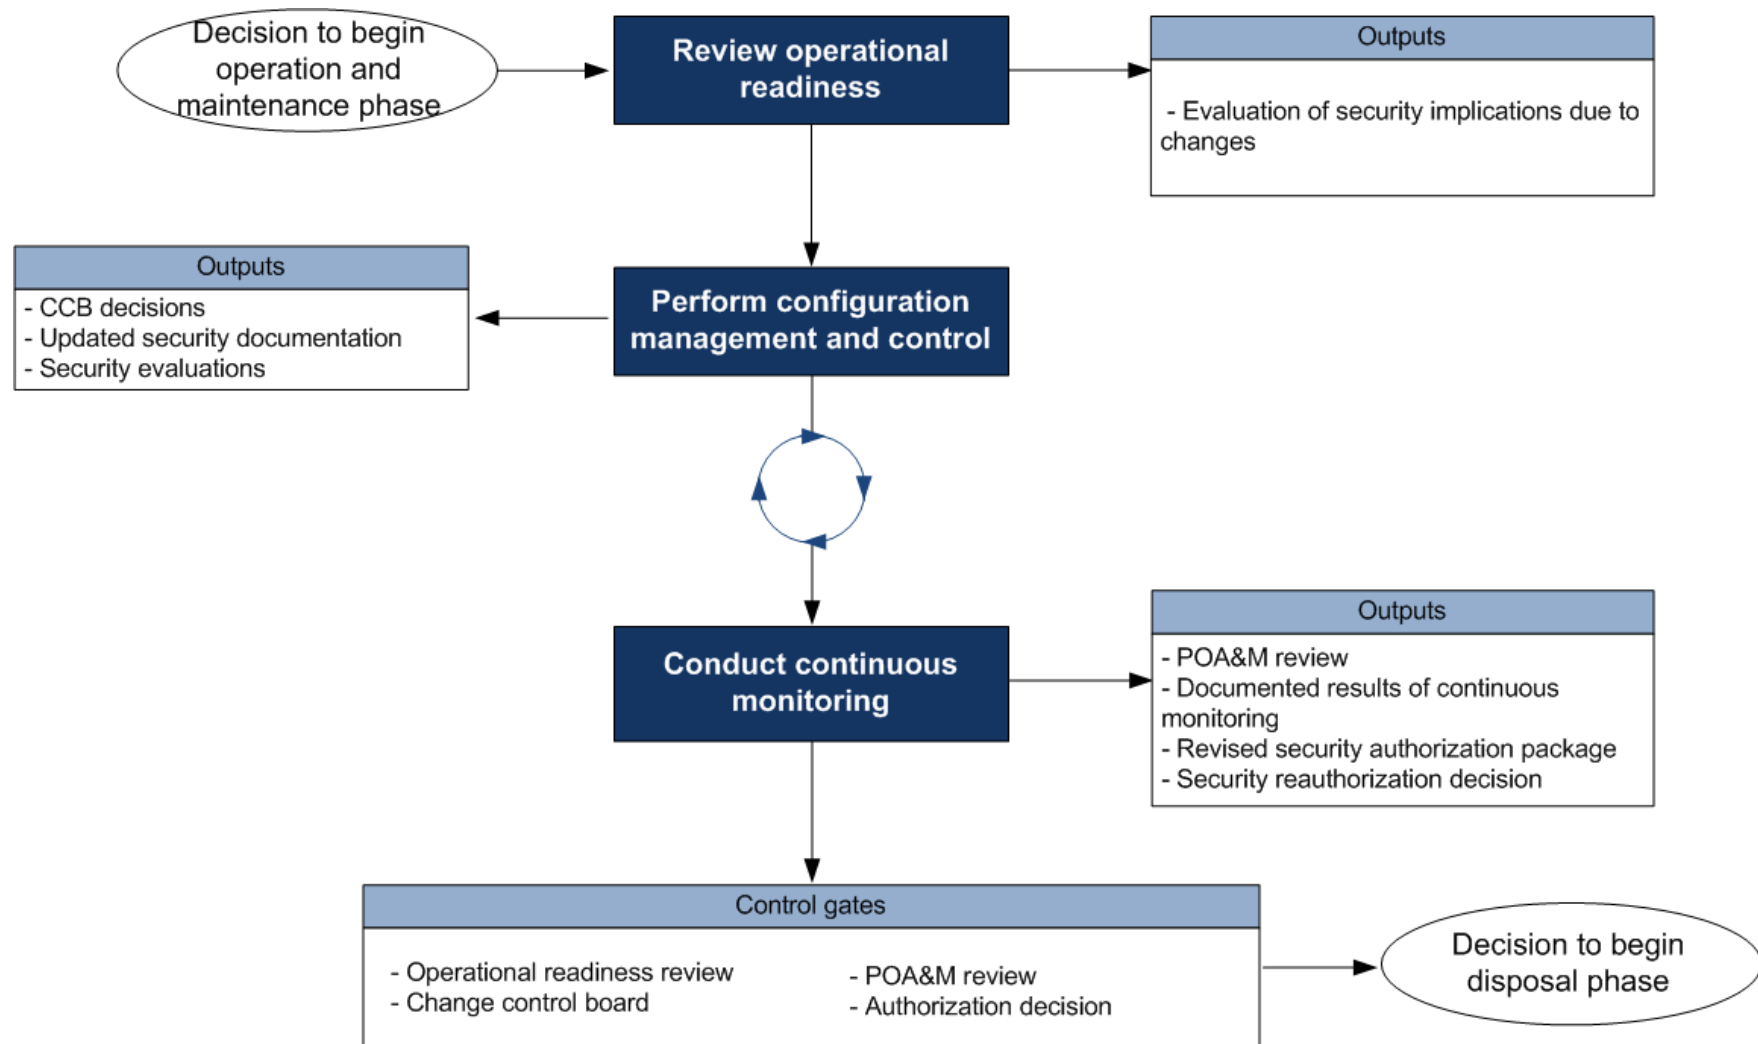 Decision to begin
operation and
maintenance phase
Review operational
readiness
Outputs
- Evaluation of security implications due to
changes
Outputs
- CCB decisions
- Updated security documentation
- Security evaluations
Perform configuration
management and control
Conduct continuous
monitoring
Outputs
- POA&M review
- Documented results of continuous
monitoring
- Revised security authorization package
- Security reauthorization decision
Control gates
- Operational readiness review
- Change control board
- POA&M review
- Authorization decision
Decision to begin
disposal phase